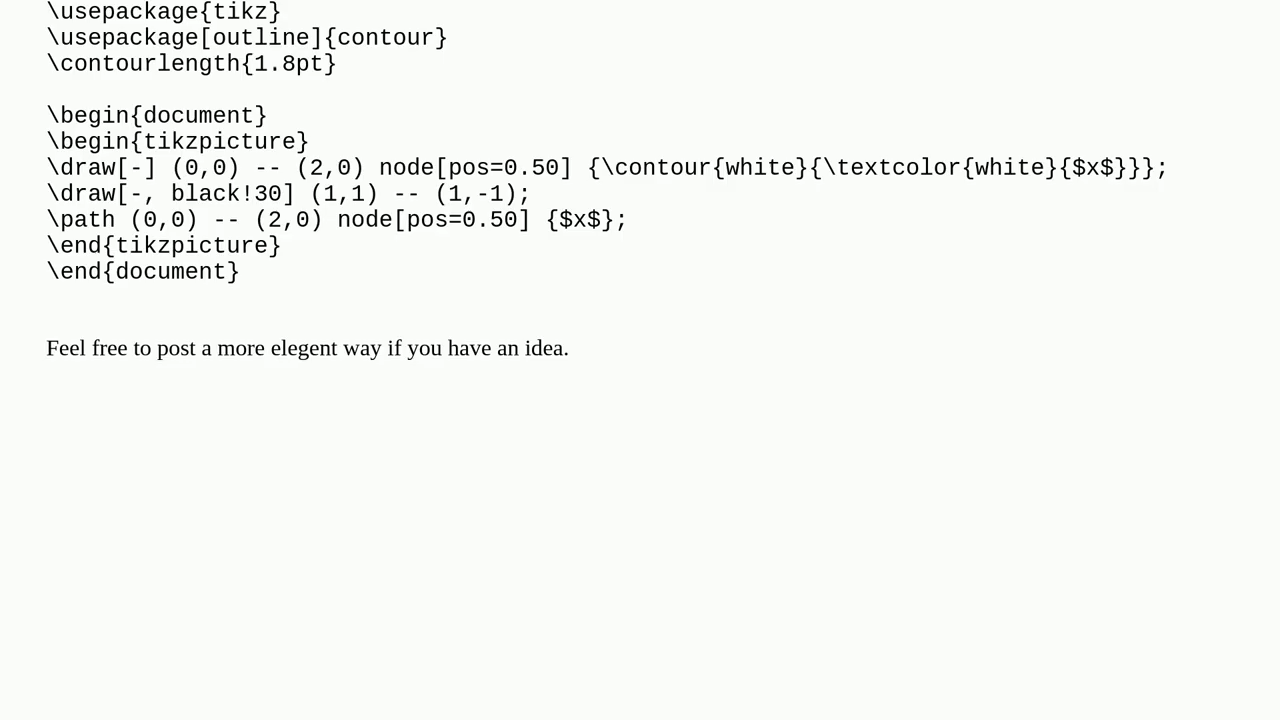 \usepackage{tikz}
\usepackage[outline]{contour}
\contourlength{1.8pt}
\begin{document}
\begin{tikzpicture}
\draw[-] (0,0) -- (2,0) node[pos=0.50] {\contour{white}{\textcolor{white}{$x$}}};
\draw[-, black!30] (1,1) -- (1,-1);
\path (0,0) -- (2,0) node[pos=0.50] {$x$};
\end{tikzpicture}
\end{document}
Feel free to post a more elegent way if you have an idea.